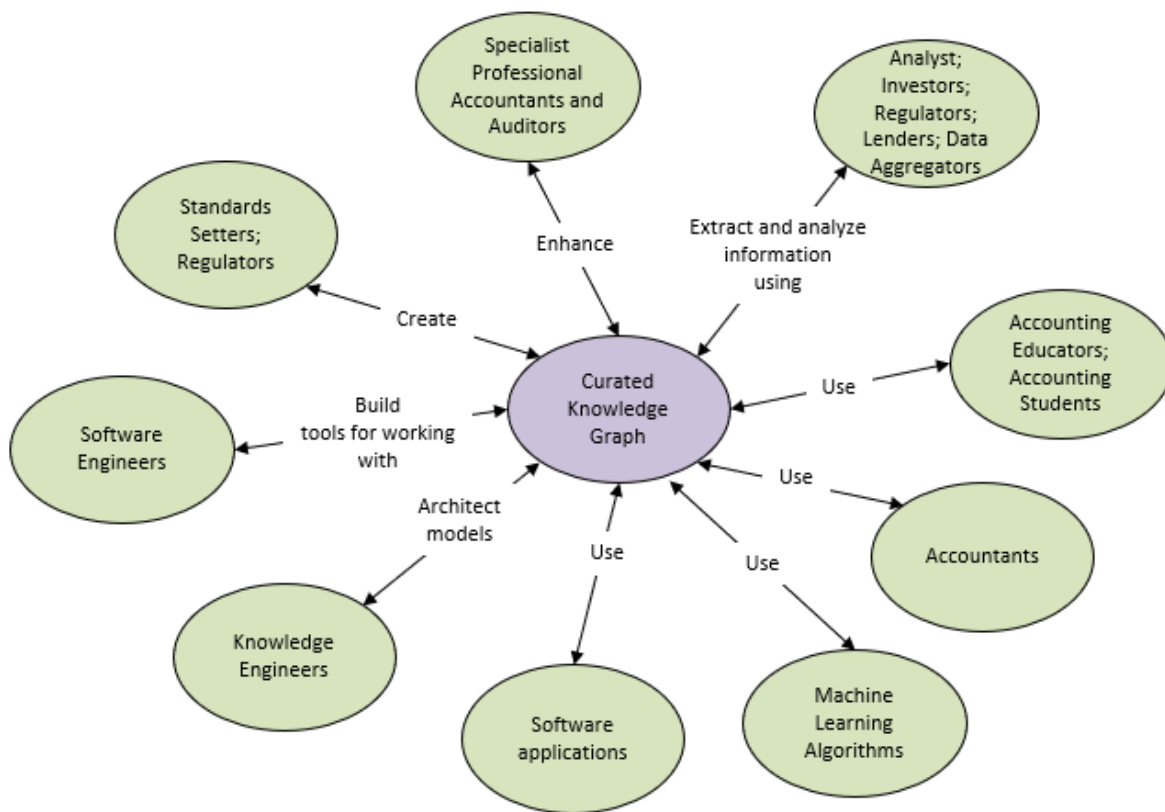 Specialist
Professional
Accountants and
Auditors
Analyst;
Investors;
Regulators;
Lenders; Data
Aggregators
Standards
Setters;
Regulators
Enhance
Extract and analyze
information
using
Create
Accounting
Educators;
Accounting
Students
Curated
Knowledge
Graph
Use
Build
tools for working
with
Software
Engineers
Use
Architect
models
Use
Use
Accountants
Knowledge
Engineers
Software
applications
Machine
Learning
Algorithms